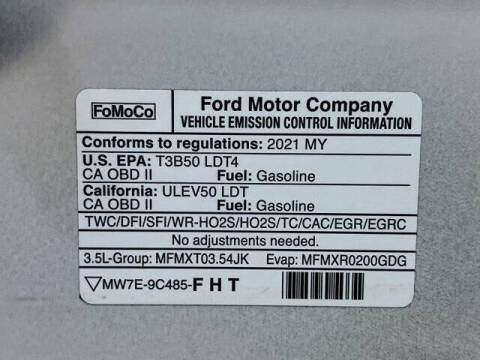 FoMoCo
Ford Motor Company
VEHICLE EMISSION CONTROL INFORMATION
Conforms to regulations: 2021 MY
U.S. EPA: T3B50 LDT4
CA OBD II Fuel: Gasoline
California: ULEV50 LDT
CA OBD II Fuel: Gasoline
TWC/DFI/SFI/WR-HO2S/HO2S/TC/CAC/EGR/EGRC
No adjustments needed.
3.5L-Group: MFMXT03.54JK Evap: MFMXR0200GDG
MW7E-9C485-F H T